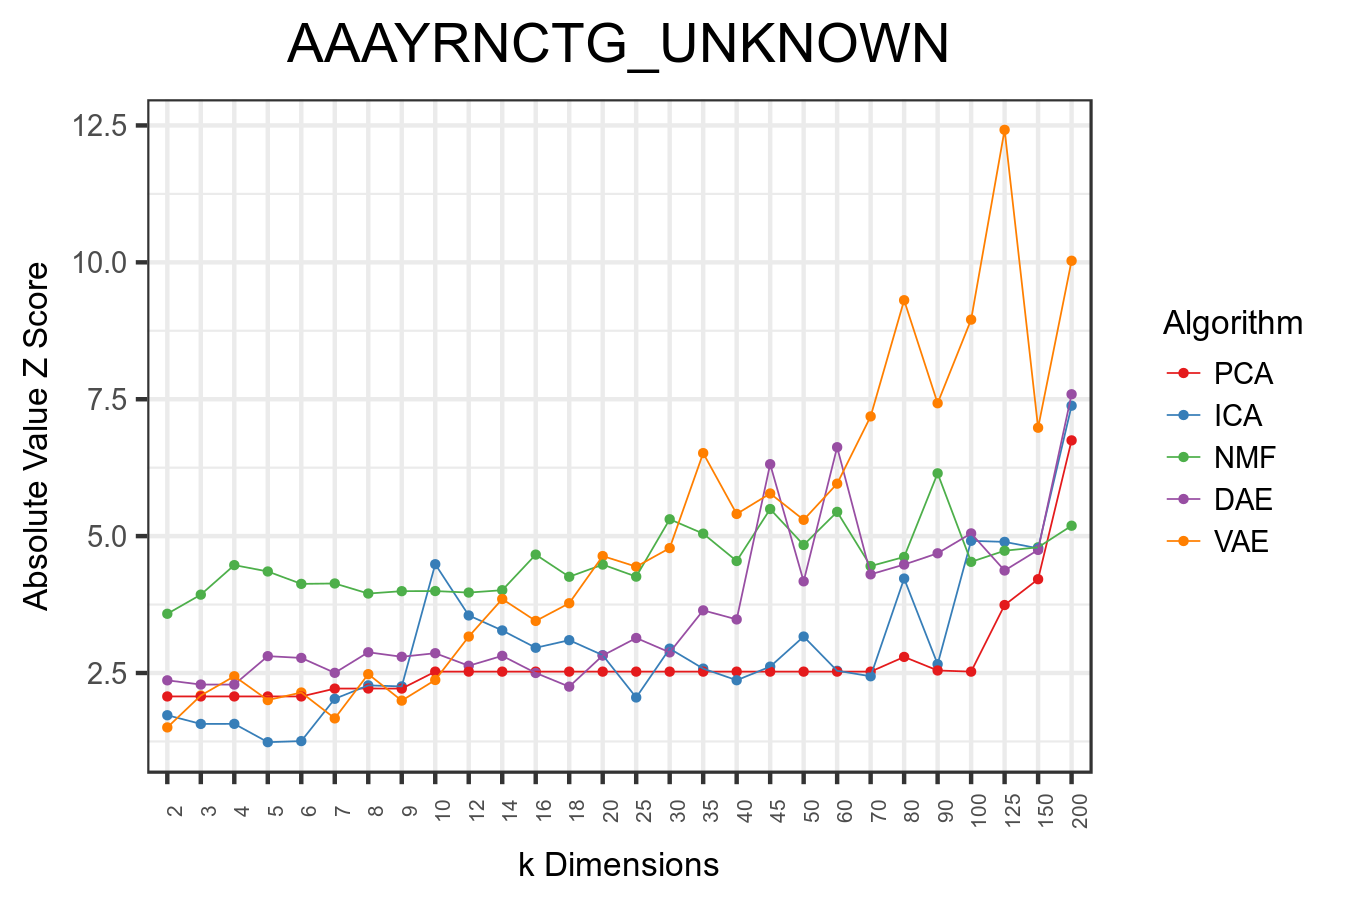 AAAYRNCTG_UNKNOWN
12.5
10.0
7.5
5.0
2.5
Absolute Value Z Score
2 3 4 5 6 7 8 9 10 12 14 16 18 20 25 30 35 40 45 50 60 70 80 90 100 125 150 200
k Dimensions
Algorithm
PCA
ICA
NMF
DAE
VAE